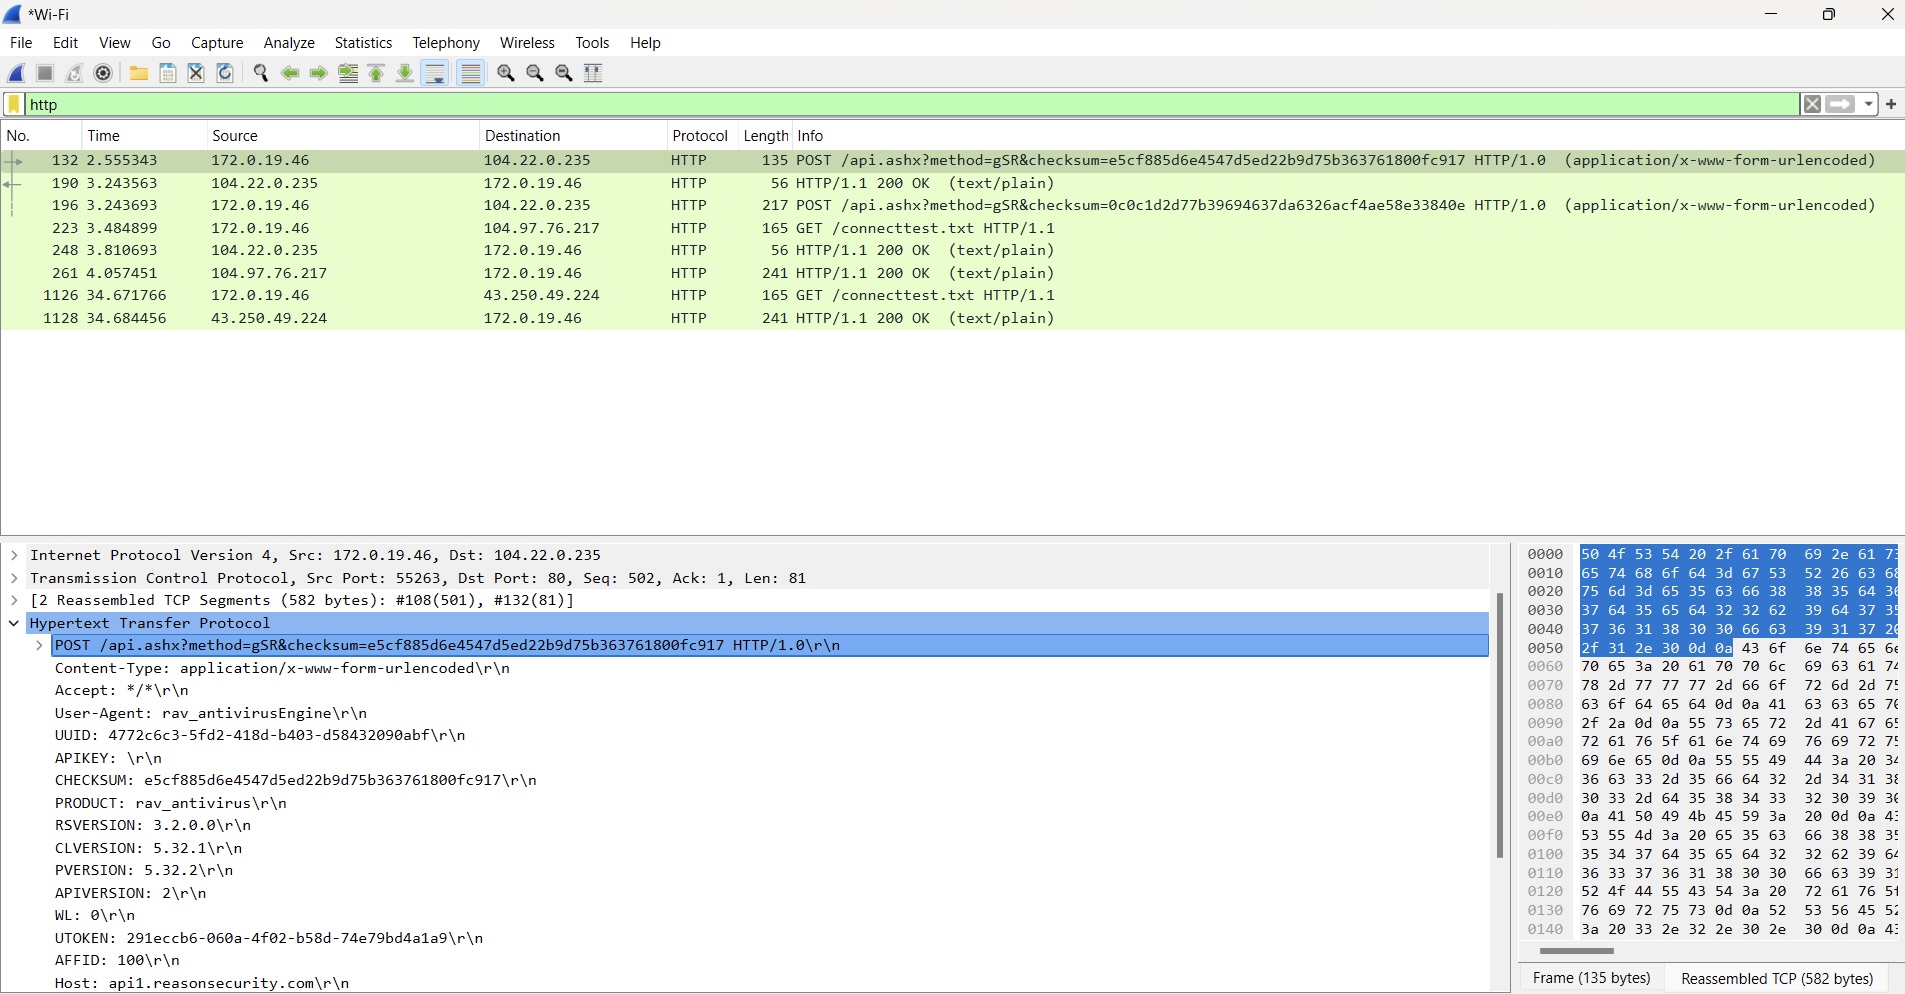 *Wi-Fi
File Edit View Go Capture Analyze Statistics Telephony Wireless Tools Help
http
No. Time Source Destination Protocol Length Info
132 2.555343 172.0.19.46 104.22.0.235 HTTP 135 POST /api.ashx?method=gSR&checksum=e5cf885d6e4547d5ed22b9d75b363761800fc917 HTTP/1.0 (application/x-www-form-urlencoded)
190 3.243563 104.22.0.235 172.0.19.46 HTTP 56 HTTP/1.1 200 OK (text/plain)
196 3.243693 172.0.19.46 104.22.0.235 HTTP 217 POST /api.ashx?method=gSR&checksum=0c0c1d2d77b39694637da6326acf4ae58e33840e HTTP/1.0 (application/x-www-form-urlencoded)
223 3.484899 172.0.19.46 104.97.76.217 HTTP 165 GET /connecttest.txt HTTP/1.1
248 3.810693 104.22.0.235 172.0.19.46 HTTP 56 HTTP/1.1 200 OK (text/plain)
261 4.057451 104.97.76.217 172.0.19.46 HTTP 241 HTTP/1.1 200 OK (text/plain)
1126 34.671766 172.0.19.46 43.250.49.224 HTTP 165 GET /connecttest.txt HTTP/1.1
1128 34.684456 43.250.49.224 172.0.19.46 HTTP 241 HTTP/1.1 200 OK (text/plain)
Internet Protocol Version 4, Src: 172.0.19.46, Dst: 104.22.0.235
Transmission Control Protocol, Src Port: 55263, Dst Port: 80, Seq: 502, Ack: 1, Len: 81
[2 Reassembled TCP Segments (582 bytes): #108(501), #132(81)]
Hypertext Transfer Protocol
POST /api.ashx?method=gSR&checksum=e5cf885d6e4547d5ed22b9d75b363761800fc917 HTTP/1.0\r\n
Content-Type: application/x-www-form-urlencoded\r\n
Accept: */*\r\n
User-Agent: rav_antivirusEngine\r\n
UUID: 4772c6c3-5fd2-418d-b403-d58432090abf\r\n
APIKEY: \r\n
CHECKSUM: e5cf885d6e4547d5ed22b9d75b363761800fc917\r\n
PRODUCT: rav_antivirus\r\n
RSVERSION: 3.2.0.0\r\n
CLVERSION: 5.32.1\r\n
PVERSION: 5.32.2\r\n
APIVERSION: 2\r\n
WL: 0\r\n
UTOKEN: 291eccb6-060a-4f02-b58d-74e79bd4a1a9\r\n
AFFID: 100\r\n
Host: api1.reasonsecurity.com\r\n
0000 50 4f 53 54 20 2f 61 70 69 2e 61 73
0010 65 74 68 6f 64 3d 67 53 52 26 63 68
0020 75 6d 3d 65 35 63 66 38 38 35 64 36
0030 37 64 35 65 64 32 32 62 39 64 37 35
0040 37 36 31 38 30 30 66 63 39 31 37 20
0050 2f 31 2e 30 0d 0a 43 6f 6e 74 65 6e
0060 70 65 3a 20 61 70 70 6c 69 63 61 74
0070 78 2d 77 77 77 2d 66 6f 72 6d 2d 75
0080 63 6f 64 65 64 0d 0a 41 63 63 65 70
0090 2f 2a 0d 0a 55 73 65 72 2d 41 67 65
00a0 72 61 76 5f 61 6e 74 69 76 69 72 75
00b0 69 6e 65 0d 0a 55 55 49 44 3a 20 34
00c0 36 63 33 2d 35 66 64 32 2d 34 31 38
00d0 30 33 2d 64 35 38 34 33 32 30 39 30
00e0 0a 41 50 49 4b 45 59 3a 20 0d 0a 43
00f0 53 55 4d 3a 20 65 35 63 66 38 38 35
0100 35 34 37 64 35 65 64 32 32 62 39 64
0110 36 33 37 36 31 38 30 30 66 63 39 31
0120 52 4f 44 55 43 54 3a 20 72 61 76 5f
0130 76 69 72 75 73 0d 0a 52 53 56 45 52
0140 3a 20 33 2e 32 2e 30 2e 30 0d 0a 43
Frame (135 bytes) Reassembled TCP (582 bytes)